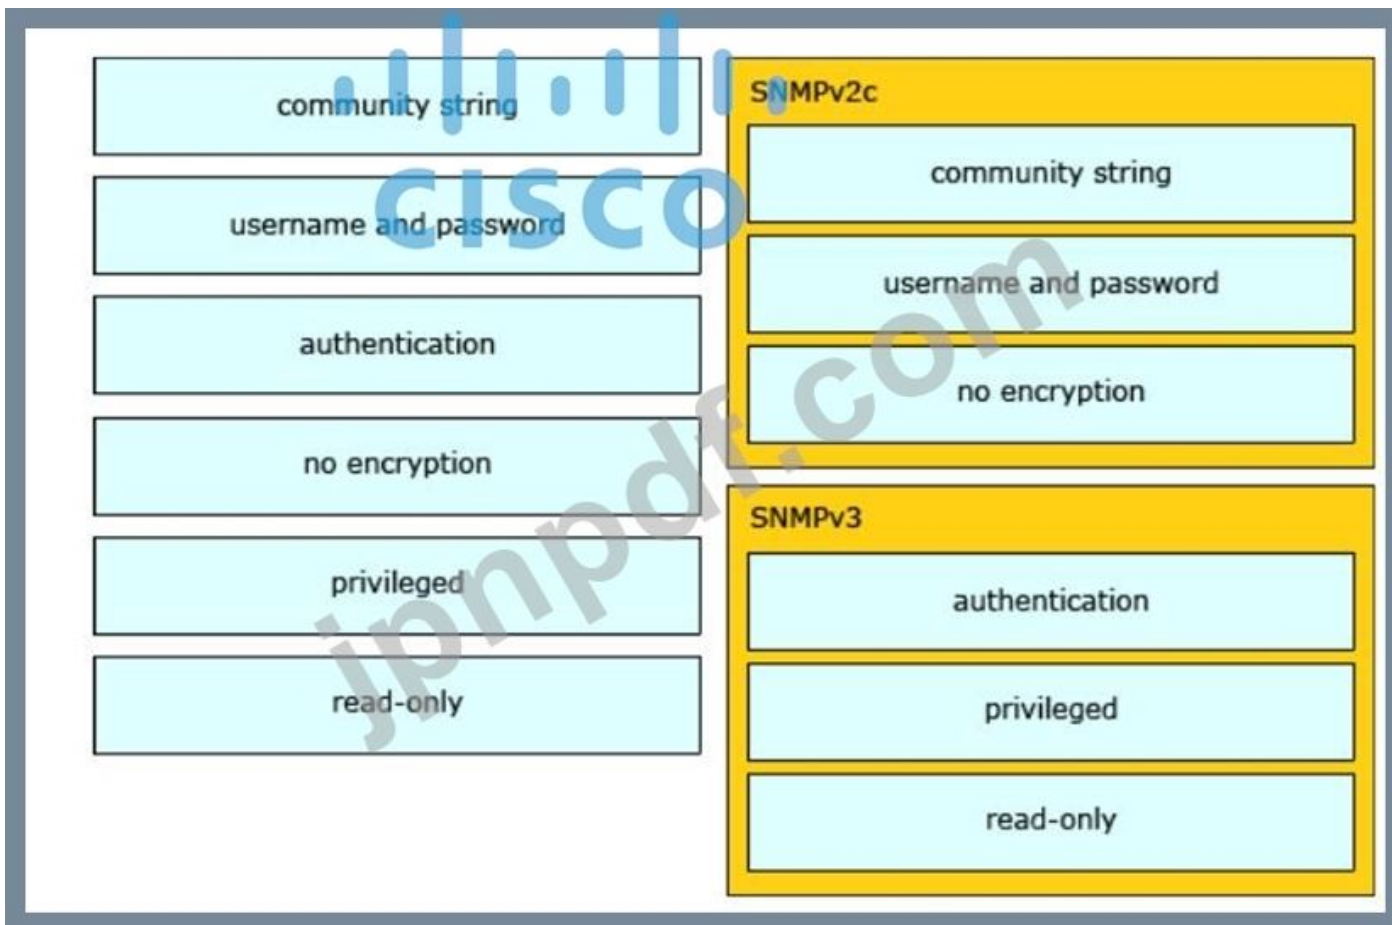 community string
username and password
authentication
no encryption
privileged
read-only
SNMPv2c
community string
username and password
no encryption
SNMPv3
authentication
privileged
read-only
CISCO
jpnpdf.com